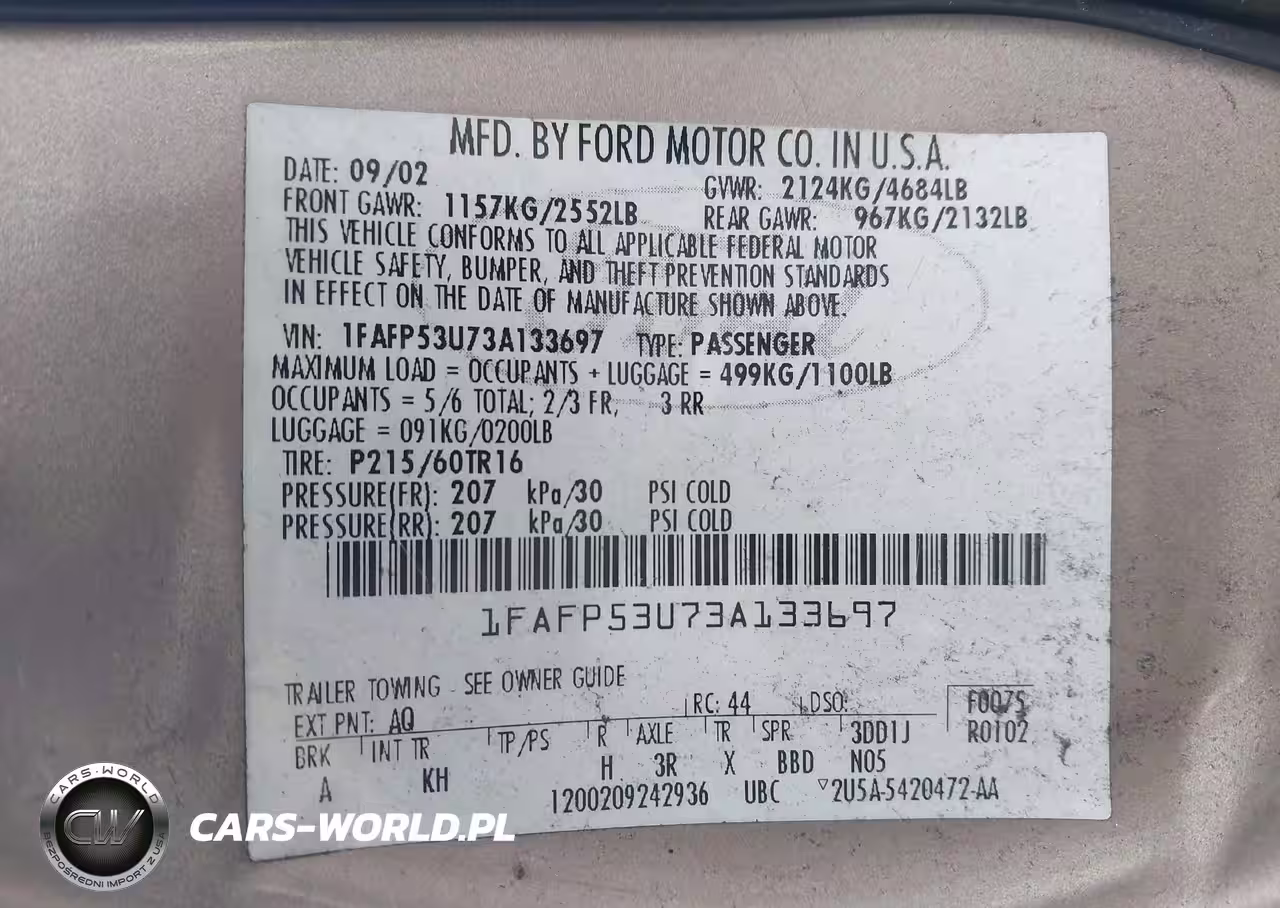 MFD. BY FORD MOTOR CO. IN U.S.A.
DATE: 09/02 GVWR: 2124KG/4684LB
FRONT GAWR: 1157KG/2552LB REAR GAWR: 967KG/2132LB
THIS VEHICLE CONFORMS TO ALL APPLICABLE FEDERAL MOTOR
VEHICLE SAFETY, BUMPER, AND THEFT PREVENTION STANDARDS
IN EFFECT ON THE DATE OF MANUFACTURE SHOWN ABOVE.
VIN: 1FAFP53U73A133697 TYPE: PASSENGER
MAXIMUM LOAD = OCCUPANTS + LUGGAGE = 499KG/1100LB
OCCUPANTS = 5/6 TOTAL; 2/3 FR, 3 RR
LUGGAGE = 091KG/0200LB
TIRE: P215/60TR16
PRESSURE(FR): 207 kPa/30 PSI COLD
PRESSURE(RR): 207 kPa/30 PSI COLD
1FAFP53U73A133697
TRAILER TOWING - SEE OWNER GUIDE
EXT PNT: AQ RC: 44 DSO: F0075
BRK INT TR TP/PS R AXLE TR SPR 3DD1J R0102
A KH H 3R X BBD N05
1200209242936 UBC 2U5A-5420472-AA
CARS-WORLD
CW
BEZPOŚREDNI IMPORT Z USA
CARS-WORLD.PL